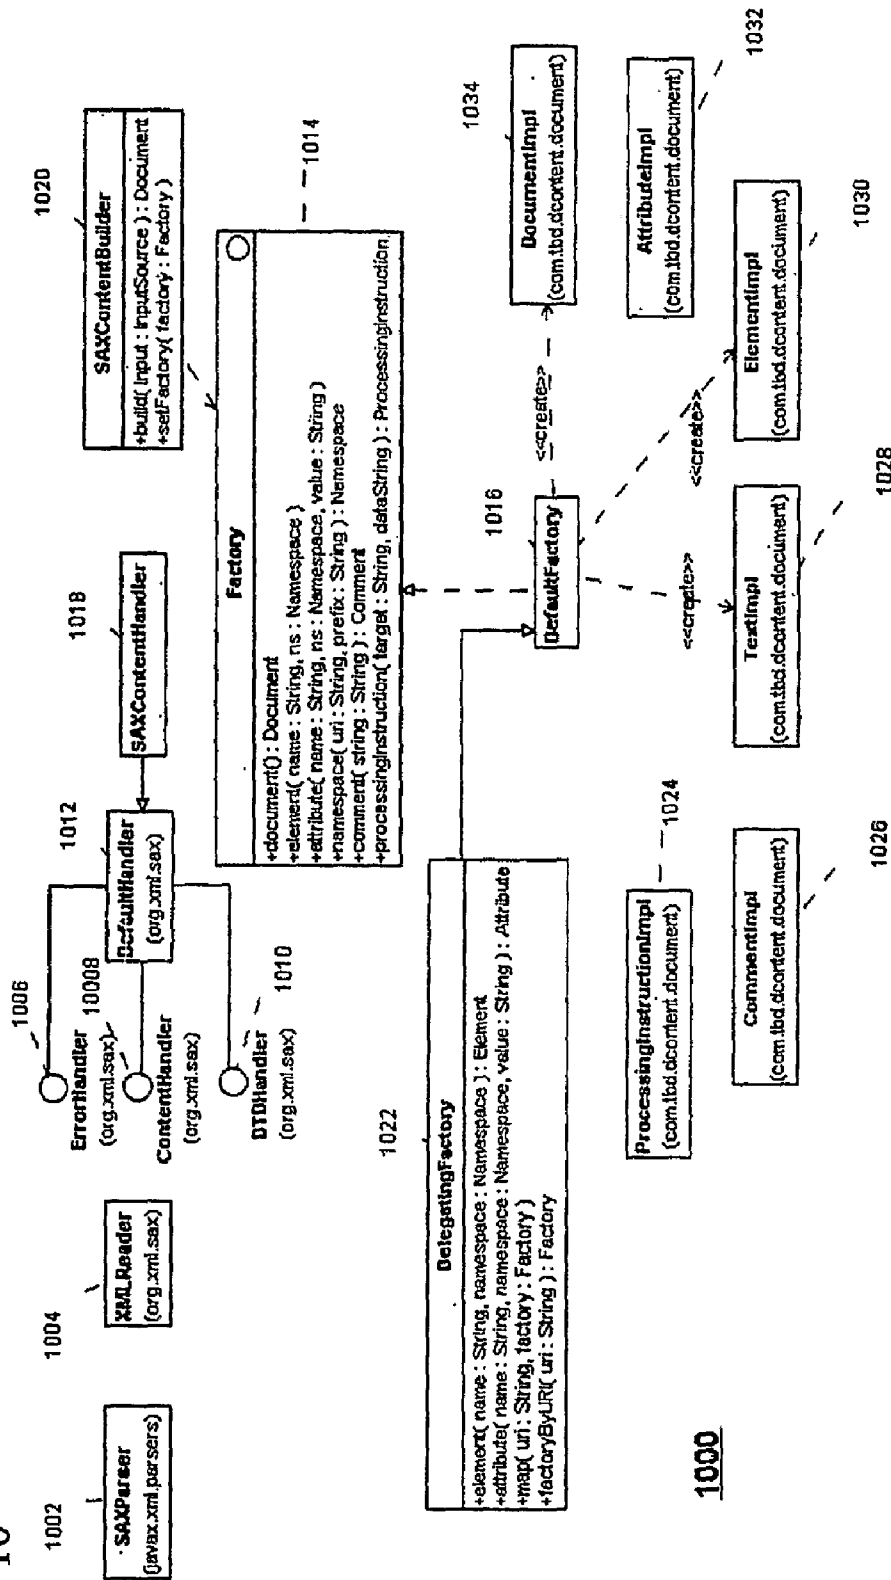 10
1002
SAXParser
(javax.xml.parsers)
1004
XMLReader
(org.xml.sax)
1006
ErrorHandler
(org.xml.sax)
10008
ContentHandler
(org.xml.sax)
DTDHandler
(org.xml.sax)
1010
1012
DefaultHandler
(org.xml.sax)
1018
SAXContentHandler
1020
SAXContentBuilder
+build( Input : InputSource ) : Document
+setFactory( factory : Factory )
Factory
+document() : Document
+element( name : String, ns : Namespace )
+attribute( name : String, ns : Namespace, value : String )
+namespace( uri : String, prefix : String ) : Namespace
+comment( string : String ) : Comment
+processingInstruction( target : String, dataString ) : ProcessingInstruction
1014
1022
DelegatingFactory
+element( name : String, namespace : Namespace ) : Element
+attribute( name : String, namespace : Namespace, value : String ) : Attribute
+map( uri : String, factory : Factory )
+factoryByURI( uri : String ) : Factory
1016
DefaultFactory
<<create>>
<<create>>
<<create>>
1034
DocumentImpl
(com.tbd.dcontent.document)
ProcessingInstructionImpl
(com.tbd.dcontent.document)
1024
AttributeImpl
(com.tbd.dcontent.document)
1032
CommentImpl
(com.tbd.dcontent.document)
1026
TextImpl
(com.tbd.dcontent.document)
1028
ElementImpl
(com.tbd.dcontent.document)
1030
1000